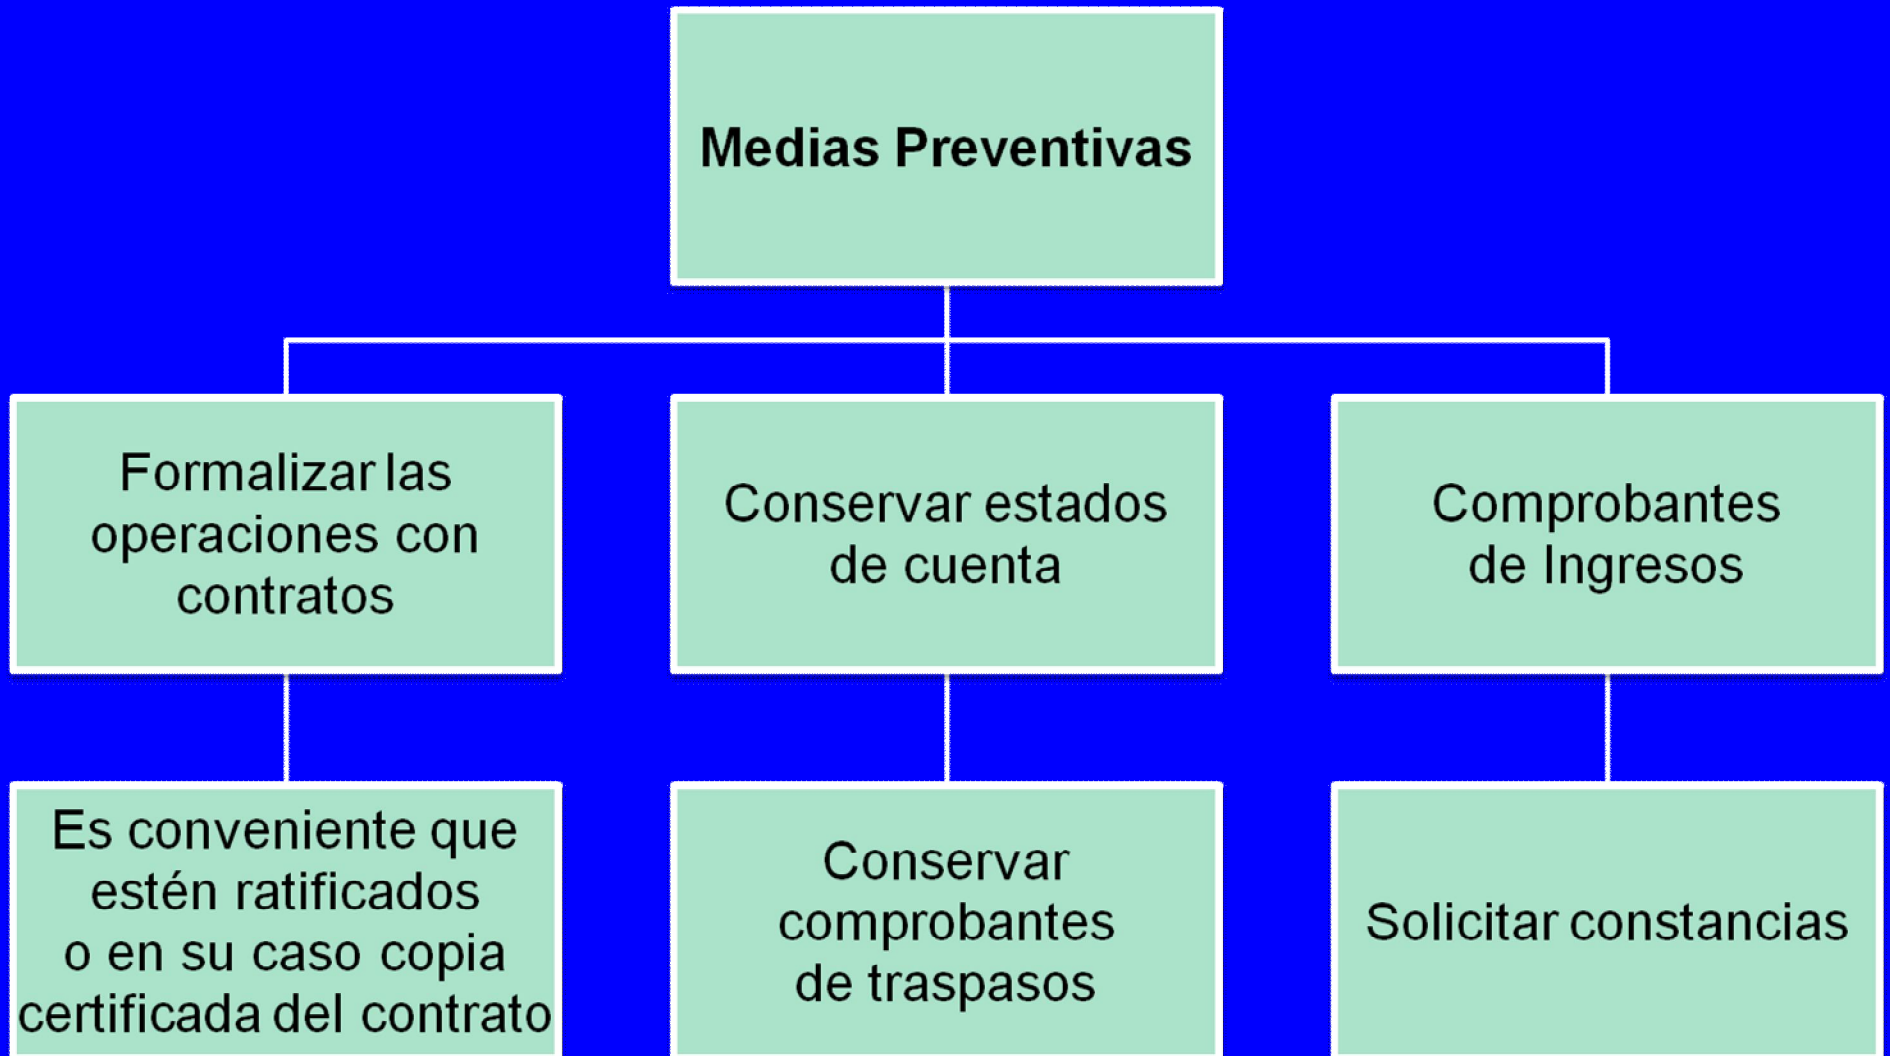 Medias Preventivas
Formalizar las
operaciones con
contratos
Conservar estados
de cuenta
Comprobantes
de Ingresos
Es conveniente que
estén ratificados
o en su caso copia
certificada del contrato
Conservar
comprobantes
de traspasos
Solicitar constancias